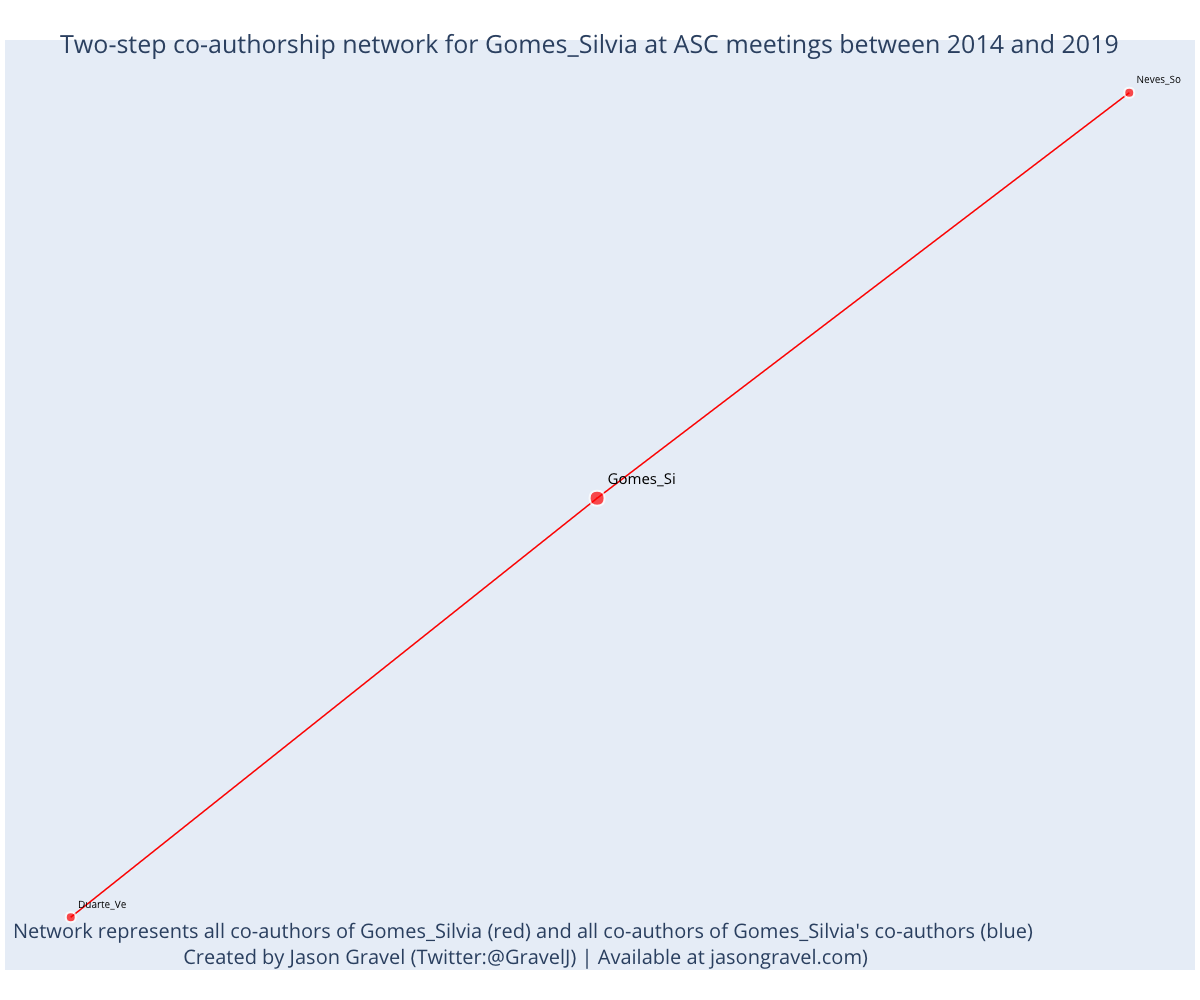 Two-step co-authorship network for Gomes_Silvia at ASC meetings between 2014 and 2019
Neves_So
Gomes_Si
Duarte_Ve
Network represents all co-authors of Gomes_Silvia (red) and all co-authors of Gomes_Silvia's co-authors (blue)
Created by Jason Gravel (Twitter:@GravelJ) | Available at jasongravel.com)